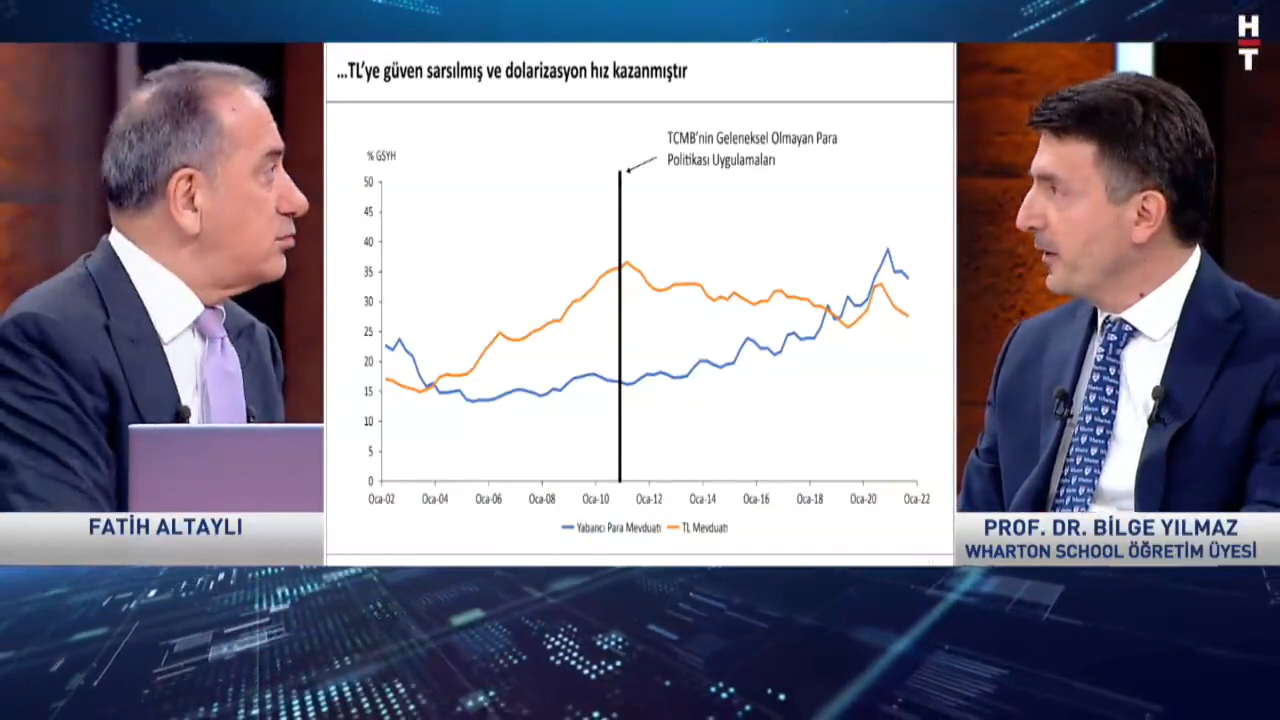 H
T
...TL'ye güven sarsılmış ve dolarizasyon hız kazanmıştır
TCMB'nin Geleneksel Olmayan Para
Politikası Uygulamaları
% GSYH
50
45
40
35
30
25
20
15
10
5
0
Oca-02 Oca-04 Oca-06 Oca-08 Oca-10 Oca-12 Oca-14 Oca-16 Oca-18 Oca-20 Oca-22
Yabancı Para Mevduatı TL Mevduatı
Wharton
FATİH ALTAYLI
PROF. DR. BİLGE YILMAZ
WHARTON SCHOOL ÖĞRETİM ÜYESİ